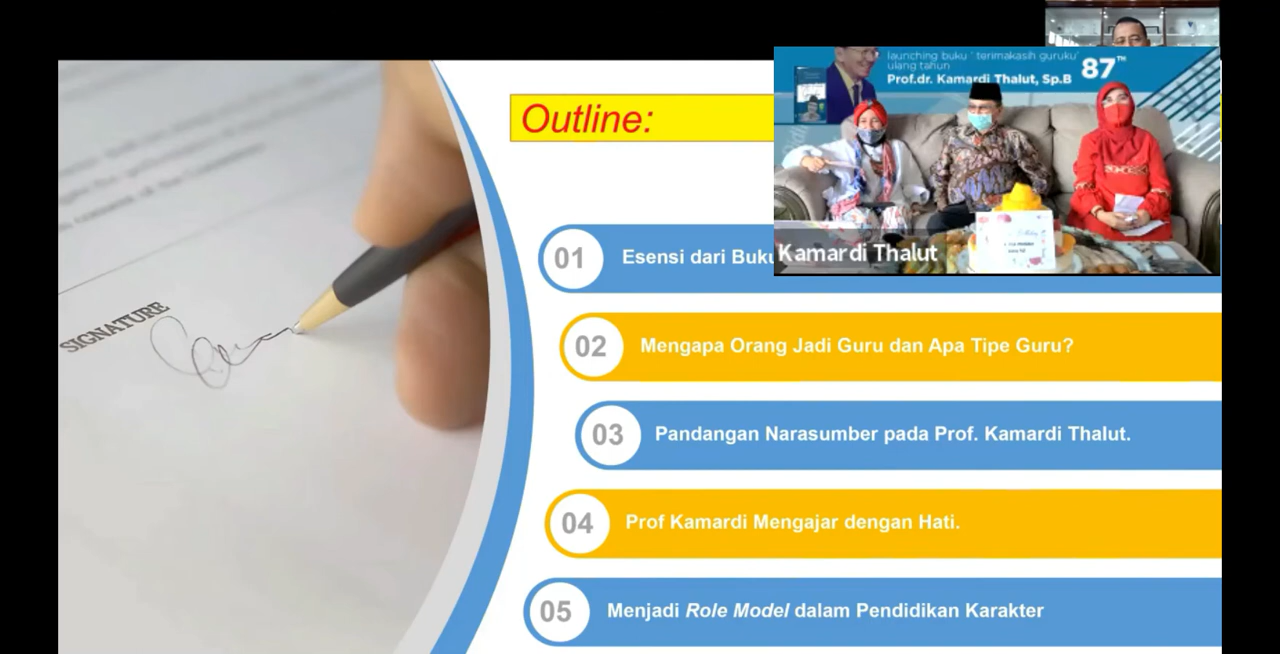 launching buku " terimakasih guruku"
ulang tahun
Prof.dr. Kamardi Thalut, Sp.B
87TH
Outline:
Kamardi Thalut
01
Esensi dari Buku
02
Mengapa Orang Jadi Guru dan Apa Tipe Guru?
03
Pandangan Narasumber pada Prof. Kamardi Thalut.
04
Prof Kamardi Mengajar dengan Hati.
05
Menjadi Role Model dalam Pendidikan Karakter
SIGNATURE